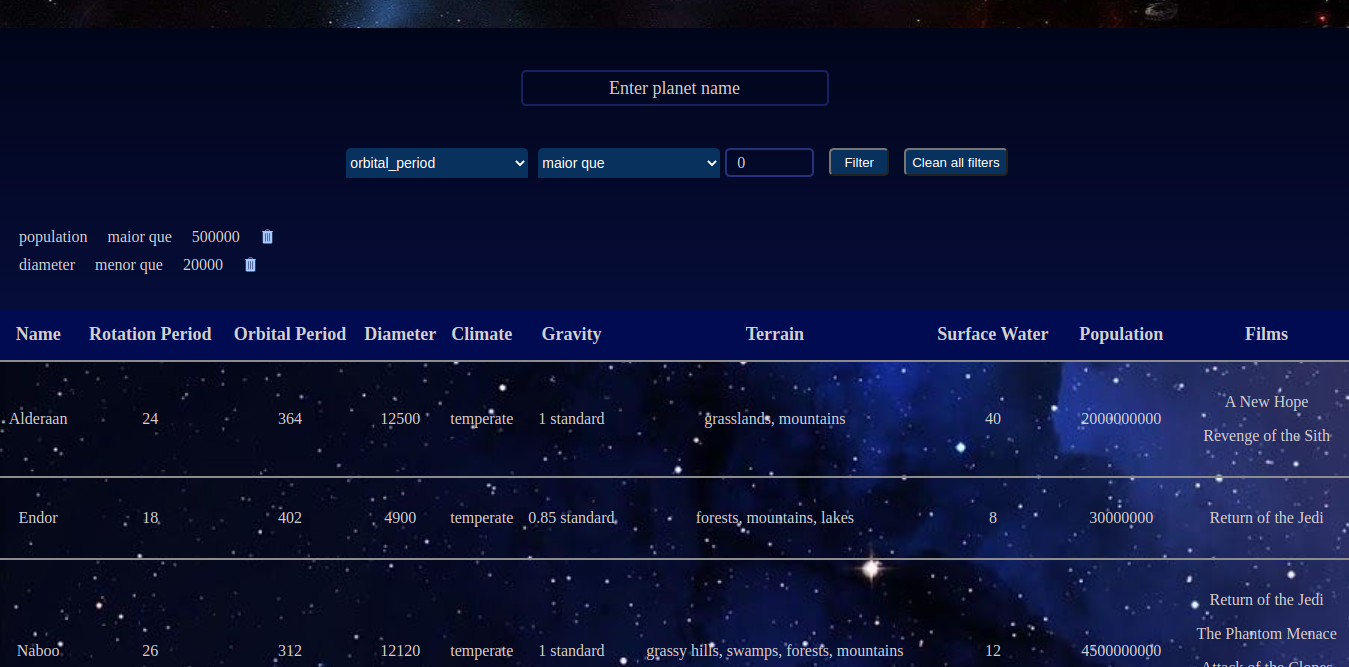 Enter planet name
orbital_period maior que 0 Filter Clean all filters
population maior que 500000
diameter menor que 20000
Name Rotation Period Orbital Period Diameter Climate Gravity Terrain Surface Water Population Films
A New Hope
Alderaan 24 364 12500 temperate 1 standard grasslands, mountains 40 2000000000
Revenge of the Sith
Endor 18 402 4900 temperate 0.85 standard forests, mountains, lakes 8 30000000 Return of the Jedi
Return of the Jedi
The Phantom Menace
Naboo 26 312 12120 temperate 1 standard grassy hills, swamps, forests, mountains 12 4500000000
Attack of the Clones